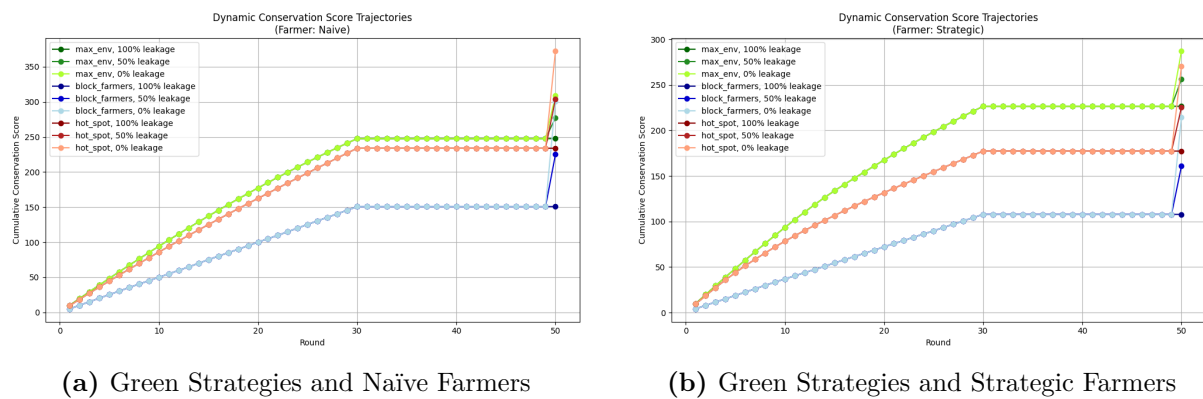 Dynamic Conservation Score Trajectories
(Farmer: Naive)
max_env, 100% leakage
max_env, 50% leakage
max_env, 0% leakage
block_farmers, 100% leakage
block_farmers, 50% leakage
block_farmers, 0% leakage
hot_spot, 100% leakage
hot_spot, 50% leakage
hot_spot, 0% leakage
Cumulative Conservation Score
350
300
250
200
150
100
50
0
0 10 20 30 40 50
Round
(a) Green Strategies and Naïve Farmers
Dynamic Conservation Score Trajectories
(Farmer: Strategic)
max_env, 100% leakage
max_env, 50% leakage
max_env, 0% leakage
block_farmers, 100% leakage
block_farmers, 50% leakage
block_farmers, 0% leakage
hot_spot, 100% leakage
hot_spot, 50% leakage
hot_spot, 0% leakage
Cumulative Conservation Score
300
250
200
150
100
50
0
0 10 20 30 40 50
Round
(b) Green Strategies and Strategic Farmers